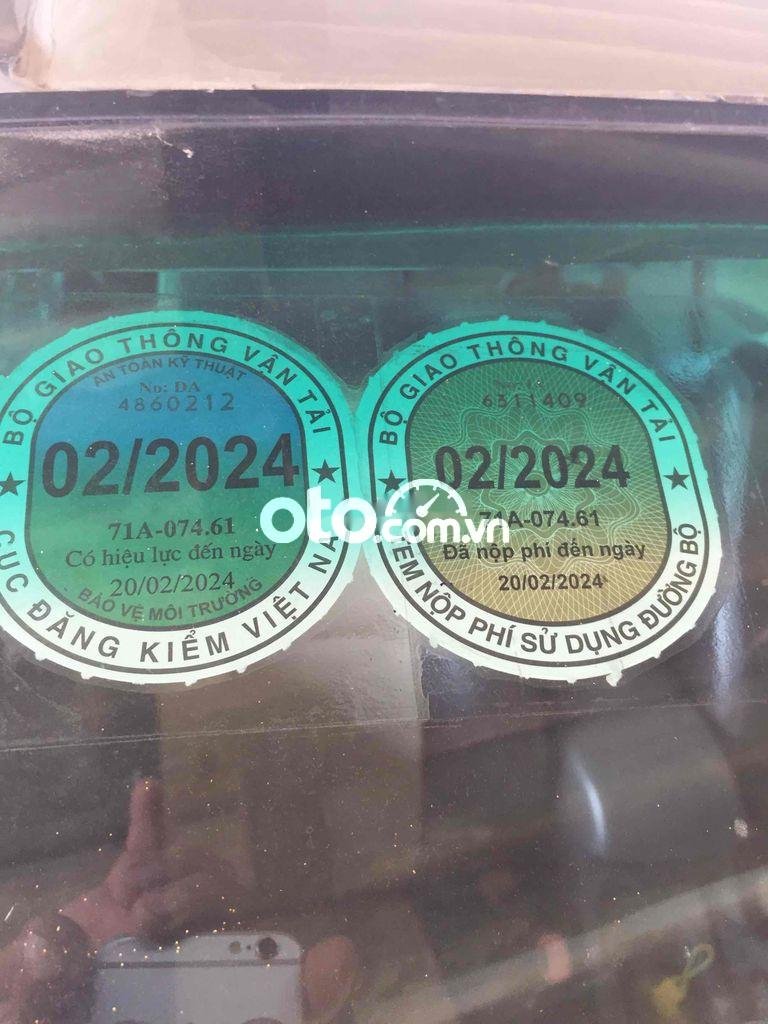 BỘ GIAO THÔNG VẬN TẢI
AN TOÀN KỸ THUẬT
No: DA
4860212
02/2024
71A-074.61
Có hiệu lực đến ngày
20/02/2024
BẢO VỆ MÔI TRƯỜNG
CỤC ĐĂNG KIỂM VIỆT NA
BỘ GIAO THÔNG VẬN TẢI
6311409
02/2024
71A-074.61
Đã nộp phí đến ngày
20/02/2024
NỘP PHÍ SỬ DỤNG ĐƯỜNG BỘ
oto.com.vn